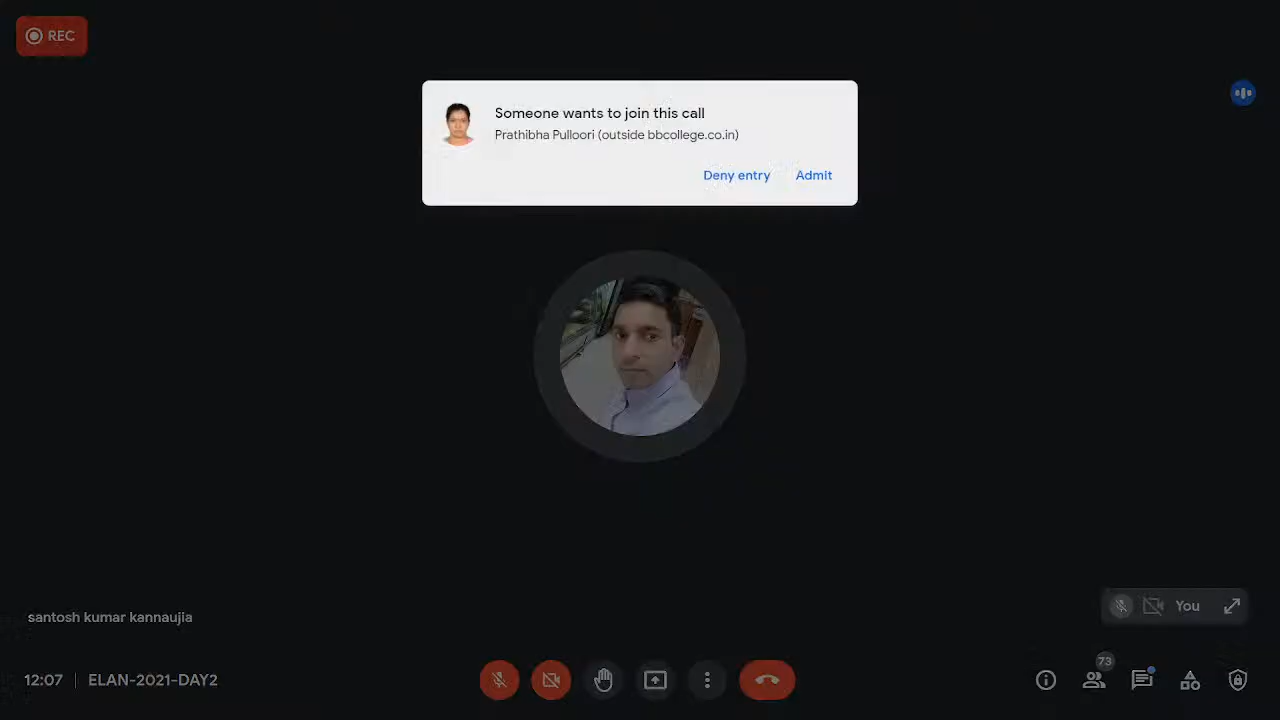 REC
Someone wants to join this call
Prathibha Pulloori (outside bbcollege.co.in)
Deny entry Admit
santosh kumar kannaujia
You
12:07 | ELAN-2021-DAY2
73